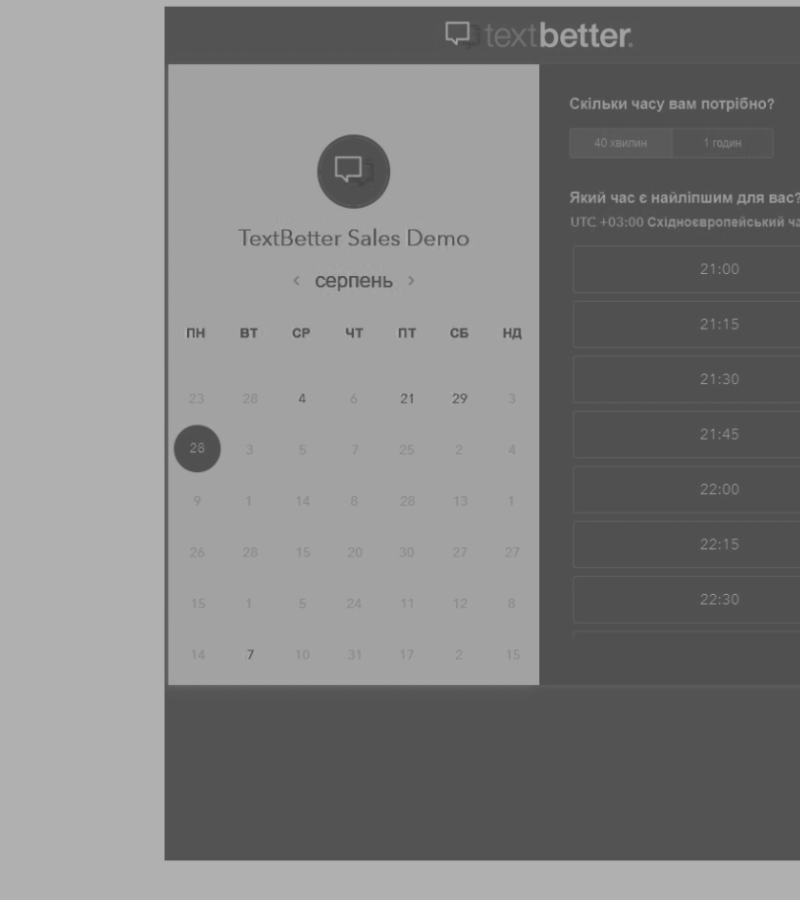 textbetter.
TextBetter Sales Demo
‹ серпень ›
ПН ВТ СР ЧТ ПТ СБ НД
23 28 4 6 21 29 3
28 3 5 7 25 2 4
9 1 14 8 28 13 1
26 28 15 20 30 27 27
15 1 5 24 11 12 8
14 7 10 31 17 2 15
Скільки часу вам потрібно?
40 хвилин 1 годин
Який час є найліпшим для вас?
UTC +03:00 Східноєвропейський
21:00
21:15
21:30
21:45
22:00
22:15
22:30